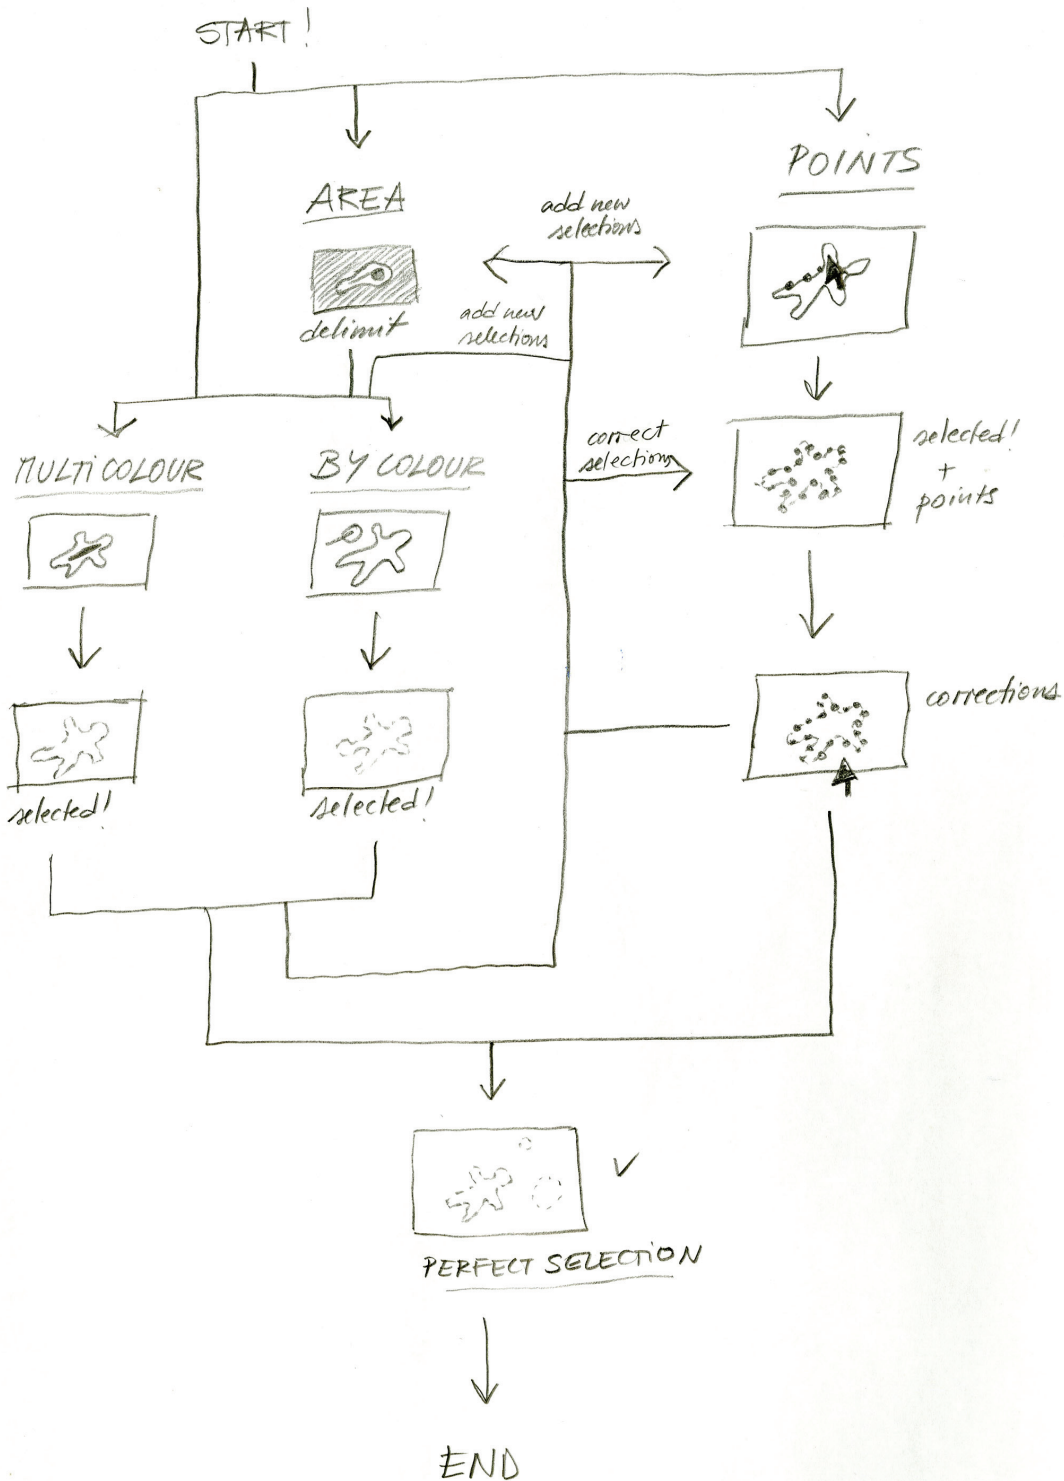 START!
POINTS
AREA
add new
selections
delimit
add new
selections
MULTICOLOUR
BY COLOUR
correct
selections
selected!
+
points
corrections
selected!
selected!
PERFECT SELECTION
END